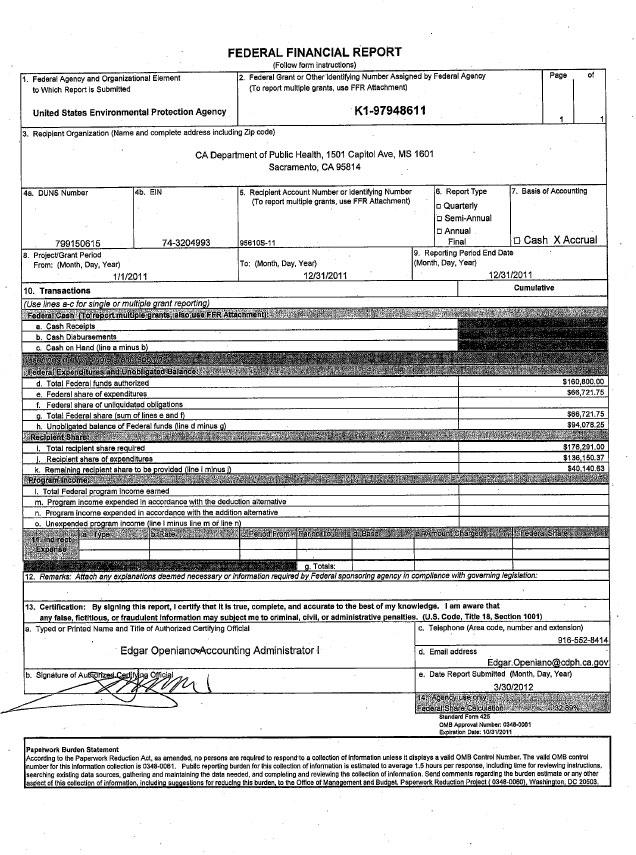 FEDERAL FINANCIAL REPORT
(Follow form instructions)
1. Federal Agency and Organizational Element
to Which Report is Submitted
United States Environmental Protection Agency
2. Federal Grant or Other Identifying Number Assigned by Federal Agency
(To report multiple grants, use FFR Attachment)
K1-97948611
Page of
1 1
3. Recipient Organization (Name and complete address including Zip code)
CA Department of Public Health, 1501 Capitol Ave, MS 1601
Sacramento, CA 95814
4a. DUNS Number
799150615
4b. EIN
74-3204993
5. Recipient Account Number or Identifying Number
(To report multiple grants, use FFR Attachment)
95610S-11
6. Report Type
□ Quarterly
□ Semi-Annual
□ Annual
Final
7. Basis of Accounting
□ Cash X Accrual
8. Project/Grant Period
From: (Month, Day, Year)
1/1/2011
To: (Month, Day, Year)
12/31/2011
9. Reporting Period End Date
(Month, Day, Year)
12/31/2011
10. Transactions
Cumulative
(Use lines a-c for single or multiple grant reporting)
Federal Cash (To report multiple grants, also use FFR Attachment):
a. Cash Receipts
b. Cash Disbursements
c. Cash on Hand (line a minus b)
Federal Expenditures and Unobligated Balance:
d. Total Federal funds authorized $160,800.00
e. Federal share of expenditures $66,721.75
f. Federal share of unliquidated obligations
g. Total Federal share (sum of lines e and f) $66,721.75
h. Unobligated balance of Federal funds (line d minus g) $94,078.25
Recipient Share:
i. Total recipient share required $176,291.00
j. Recipient share of expenditures $136,150.37
k. Remaining recipient share to be provided (line i minus j) $40,140.63
Program Income:
l. Total Federal program income earned
m. Program income expended in accordance with the deduction alternative
n. Program income expended in accordance with the addition alternative
o. Unexpended program income (line l minus line m or line n)
11. Indirect
Expense
a. Type b. Rate c. Period From Period To d. Base e. Amount Charged f. Federal Share
g. Totals:
12. Remarks: Attach any explanations deemed necessary or information required by Federal sponsoring agency in compliance with governing legislation:
13. Certification: By signing this report, I certify that it is true, complete, and accurate to the best of my knowledge. I am aware that
any false, fictitious, or fraudulent information may subject me to criminal, civil, or administrative penalties. (U.S. Code, Title 18, Section 1001)
a. Typed or Printed Name and Title of Authorized Certifying Official
Edgar Openiano-Accounting Administrator I
c. Telephone (Area code, number and extension)
916-552-8414
d. Email address
Edgar.Openiano@cdph.ca.gov
b. Signature of Authorized Certifying Official
e. Date Report Submitted (Month, Day, Year)
3/30/2012
14. Agency use only:
Federal Share Calculation 32.89%
Standard Form 425
OMB Approval Number: 0348-0061
Expiration Date: 10/31/2011
Paperwork Burden Statement
According to the Paperwork Reduction Act, as amended, no persons are required to respond to a collection of information unless it displays a valid OMB Control Number. The valid OMB control
number for this information collection is 0348-0061. Public reporting burden for this collection of information is estimated to average 1.5 hours per response, including time for reviewing instructions,
searching existing data sources, gathering and maintaining the data needed, and completing and reviewing the collection of information. Send comments regarding the burden estimate or any other
aspect of this collection of information, including suggestions for reducing this burden, to the Office of Management and Budget, Paperwork Reduction Project ( 0348-0060), Washington, DC 20503.